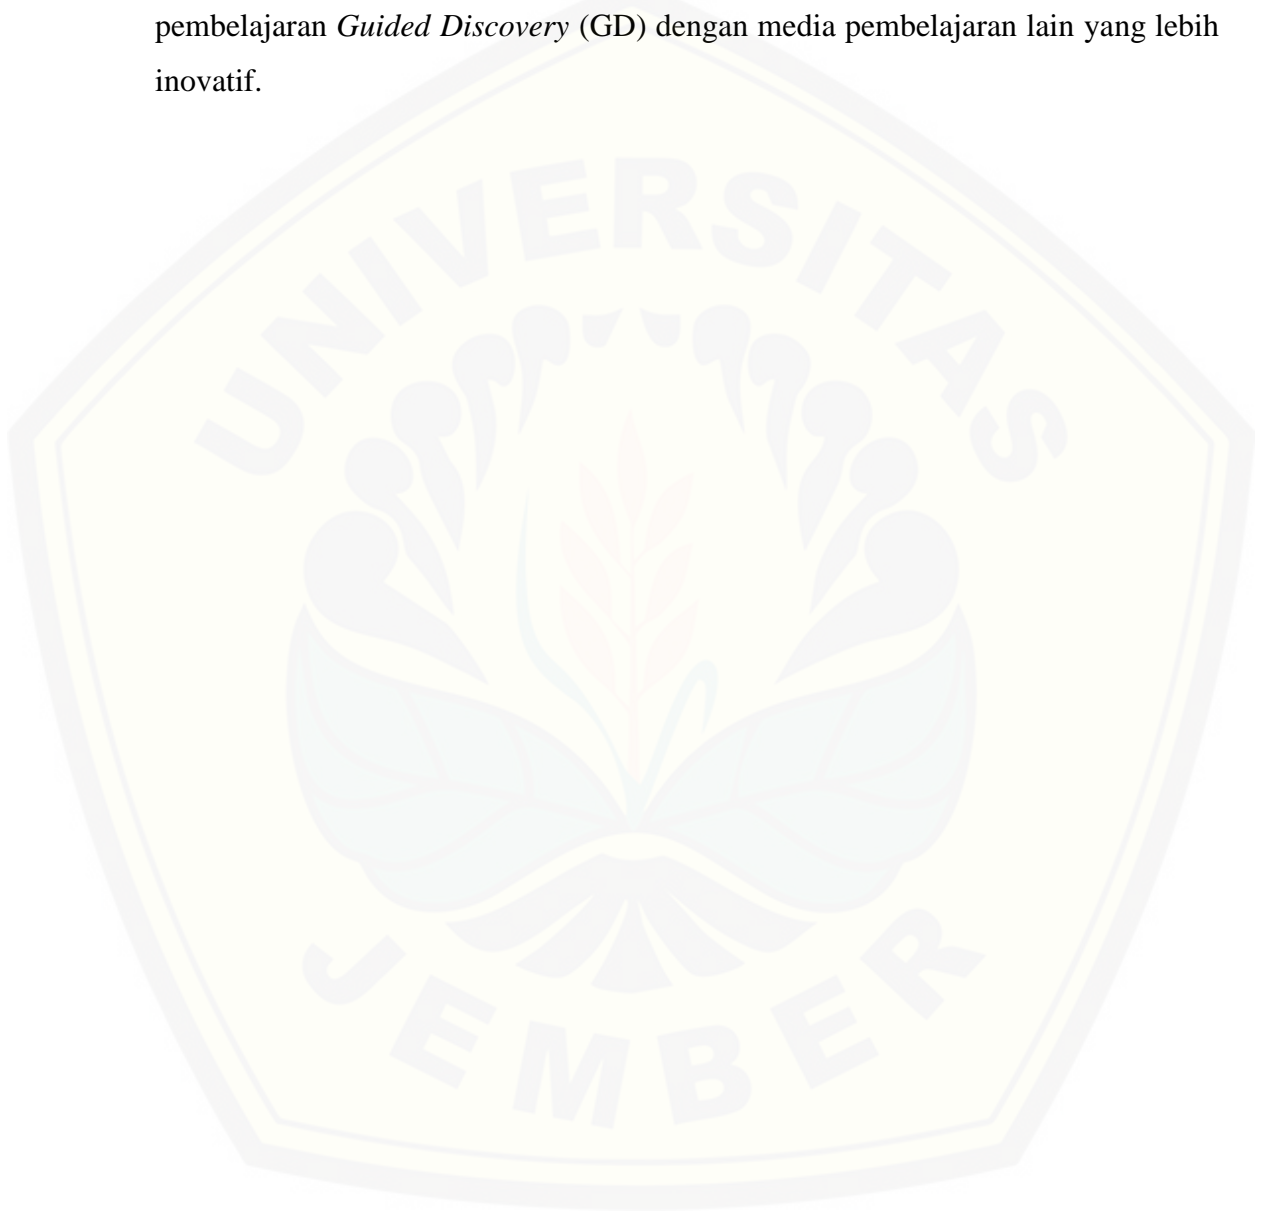 pembelajaran Guided Discovery (GD) dengan media pembelajaran lain yang lebih
inovatif.
UNIVERSITAS
JEMBER